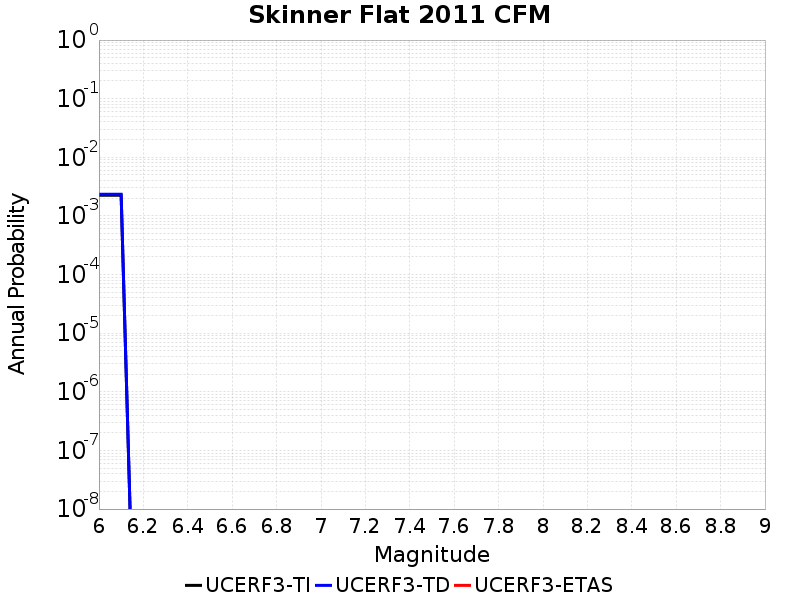 Skinner Flat 2011 CFM
Annual Probability
10^0
10^-1
10^-2
10^-3
10^-4
10^-5
10^-6
10^-7
10^-8
6 6.2 6.4 6.6 6.8 7 7.2 7.4 7.6 7.8 8 8.2 8.4 8.6 8.8 9
Magnitude
UCERF3-TI UCERF3-TD UCERF3-ETAS